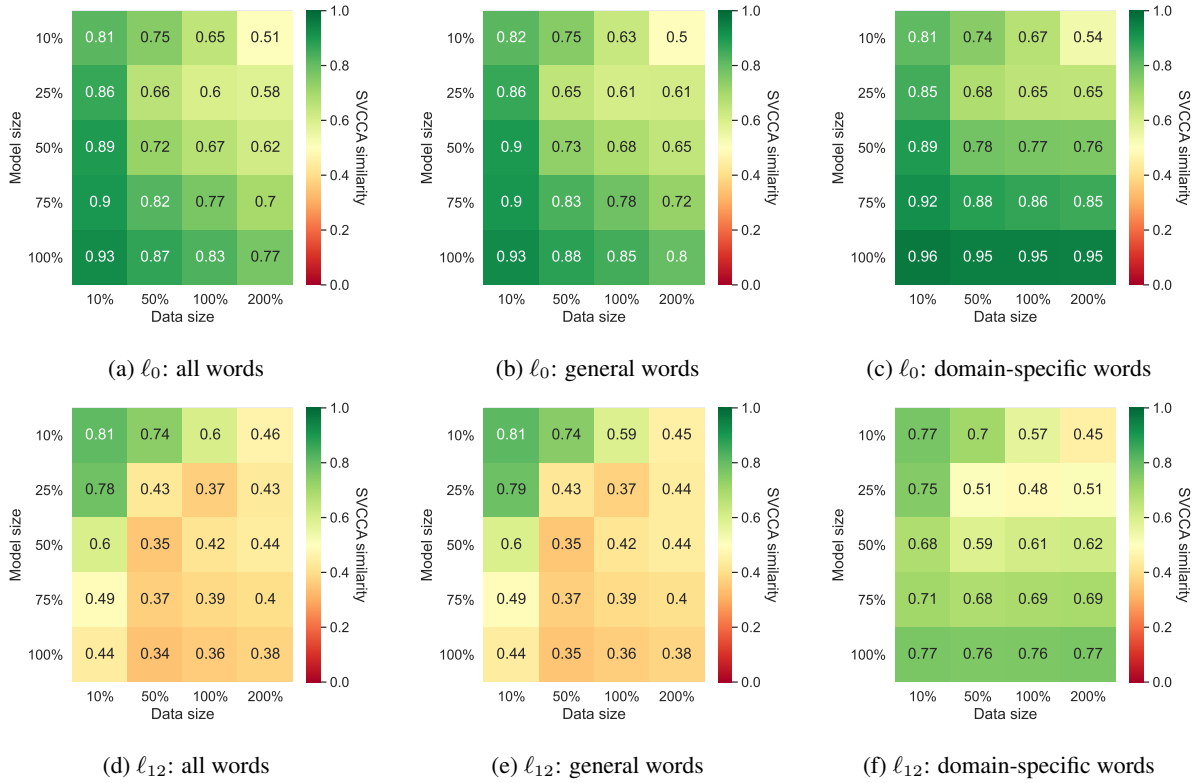 1.0
10% 0.81 0.75 0.65 0.51
0.8
25% 0.86 0.66 0.6 0.58
0.6
50% 0.89 0.72 0.67 0.62
0.4
75% 0.9 0.82 0.77 0.7
0.2
100% 0.93 0.87 0.83 0.77
0.0
10% 50% 100% 200%
Data size
Model size
SVCCA similarity
(a) ℓ0: all words
1.0
10% 0.82 0.75 0.63 0.5
0.8
25% 0.86 0.65 0.61 0.61
0.6
50% 0.9 0.73 0.68 0.65
0.4
75% 0.9 0.83 0.78 0.72
0.2
100% 0.93 0.88 0.85 0.8
0.0
10% 50% 100% 200%
Data size
Model size
SVCCA similarity
(b) ℓ0: general words
1.0
10% 0.81 0.74 0.67 0.54
0.8
25% 0.85 0.68 0.65 0.65
0.6
50% 0.89 0.78 0.77 0.76
0.4
75% 0.92 0.88 0.86 0.85
0.2
100% 0.96 0.95 0.95 0.95
0.0
10% 50% 100% 200%
Data size
Model size
SVCCA similarity
(c) ℓ0: domain-specific words
1.0
10% 0.81 0.74 0.6 0.46
0.8
25% 0.78 0.43 0.37 0.43
0.6
50% 0.6 0.35 0.42 0.44
0.4
75% 0.49 0.37 0.39 0.4
0.2
100% 0.44 0.34 0.36 0.38
0.0
10% 50% 100% 200%
Data size
Model size
SVCCA similarity
(d) ℓ12: all words
1.0
10% 0.81 0.74 0.59 0.45
0.8
25% 0.79 0.43 0.37 0.44
0.6
50% 0.6 0.35 0.42 0.44
0.4
75% 0.49 0.37 0.39 0.4
0.2
100% 0.44 0.35 0.36 0.38
0.0
10% 50% 100% 200%
Data size
Model size
SVCCA similarity
(e) ℓ12: general words
1.0
10% 0.77 0.7 0.57 0.45
0.8
25% 0.75 0.51 0.48 0.51
0.6
50% 0.68 0.59 0.61 0.62
0.4
75% 0.71 0.68 0.69 0.69
0.2
100% 0.77 0.76 0.76 0.77
0.0
10% 50% 100% 200%
Data size
Model size
SVCCA similarity
(f) ℓ12: domain-specific words